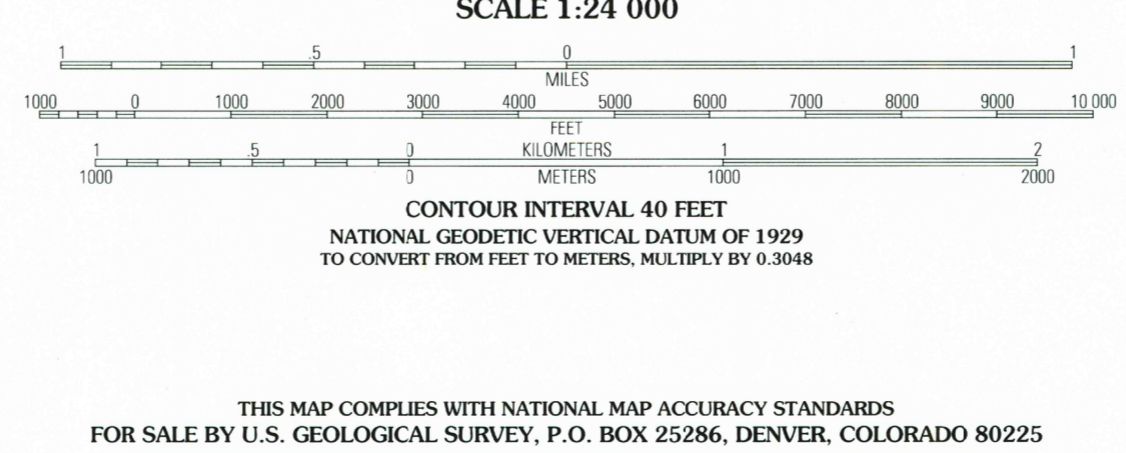 SCALE 1:24 000
1 .5 0 1
MILES
1000 0 1000 2000 3000 4000 5000 6000 7000 8000 9000 10 000
FEET
1 .5 0 KILOMETERS 1 2
1000 0 METERS 1000 2000
CONTOUR INTERVAL 40 FEET
NATIONAL GEODETIC VERTICAL DATUM OF 1929
TO CONVERT FROM FEET TO METERS, MULTIPLY BY 0.3048
THIS MAP COMPLIES WITH NATIONAL MAP ACCURACY STANDARDS
FOR SALE BY U.S. GEOLOGICAL SURVEY, P.O. BOX 25286, DENVER, COLORADO 80225